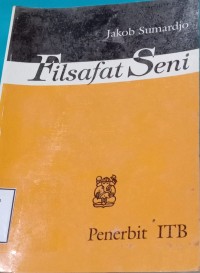 Jakob Sumardjo
Filsafat Seni
Penerbit ITB